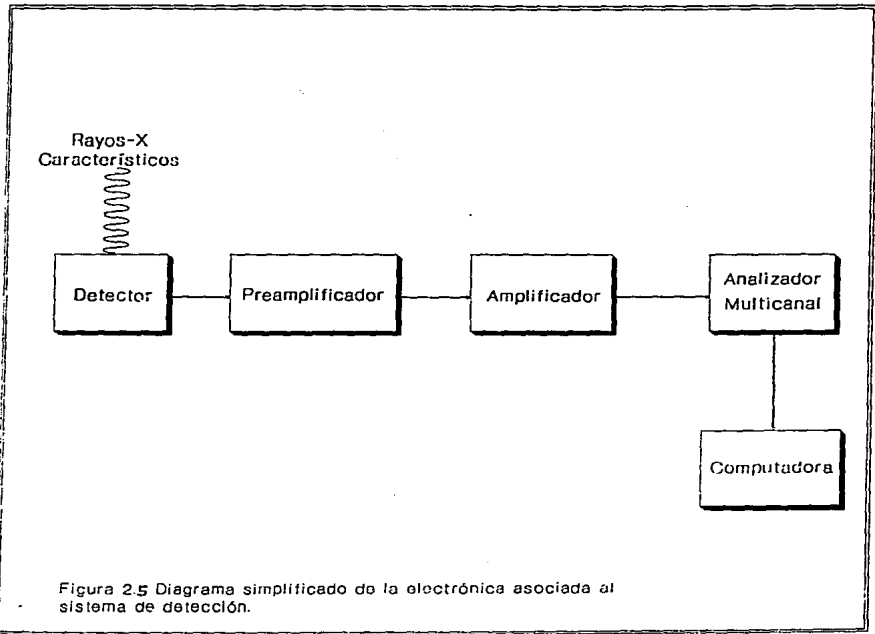 Rayos-X
Característicos
Detector
Preamplificador
Amplificador
Analizador
Multicanal
Computadora
Figura 2.5 Diagrama simplificado de la electrónica asociada al
sistema de detección.